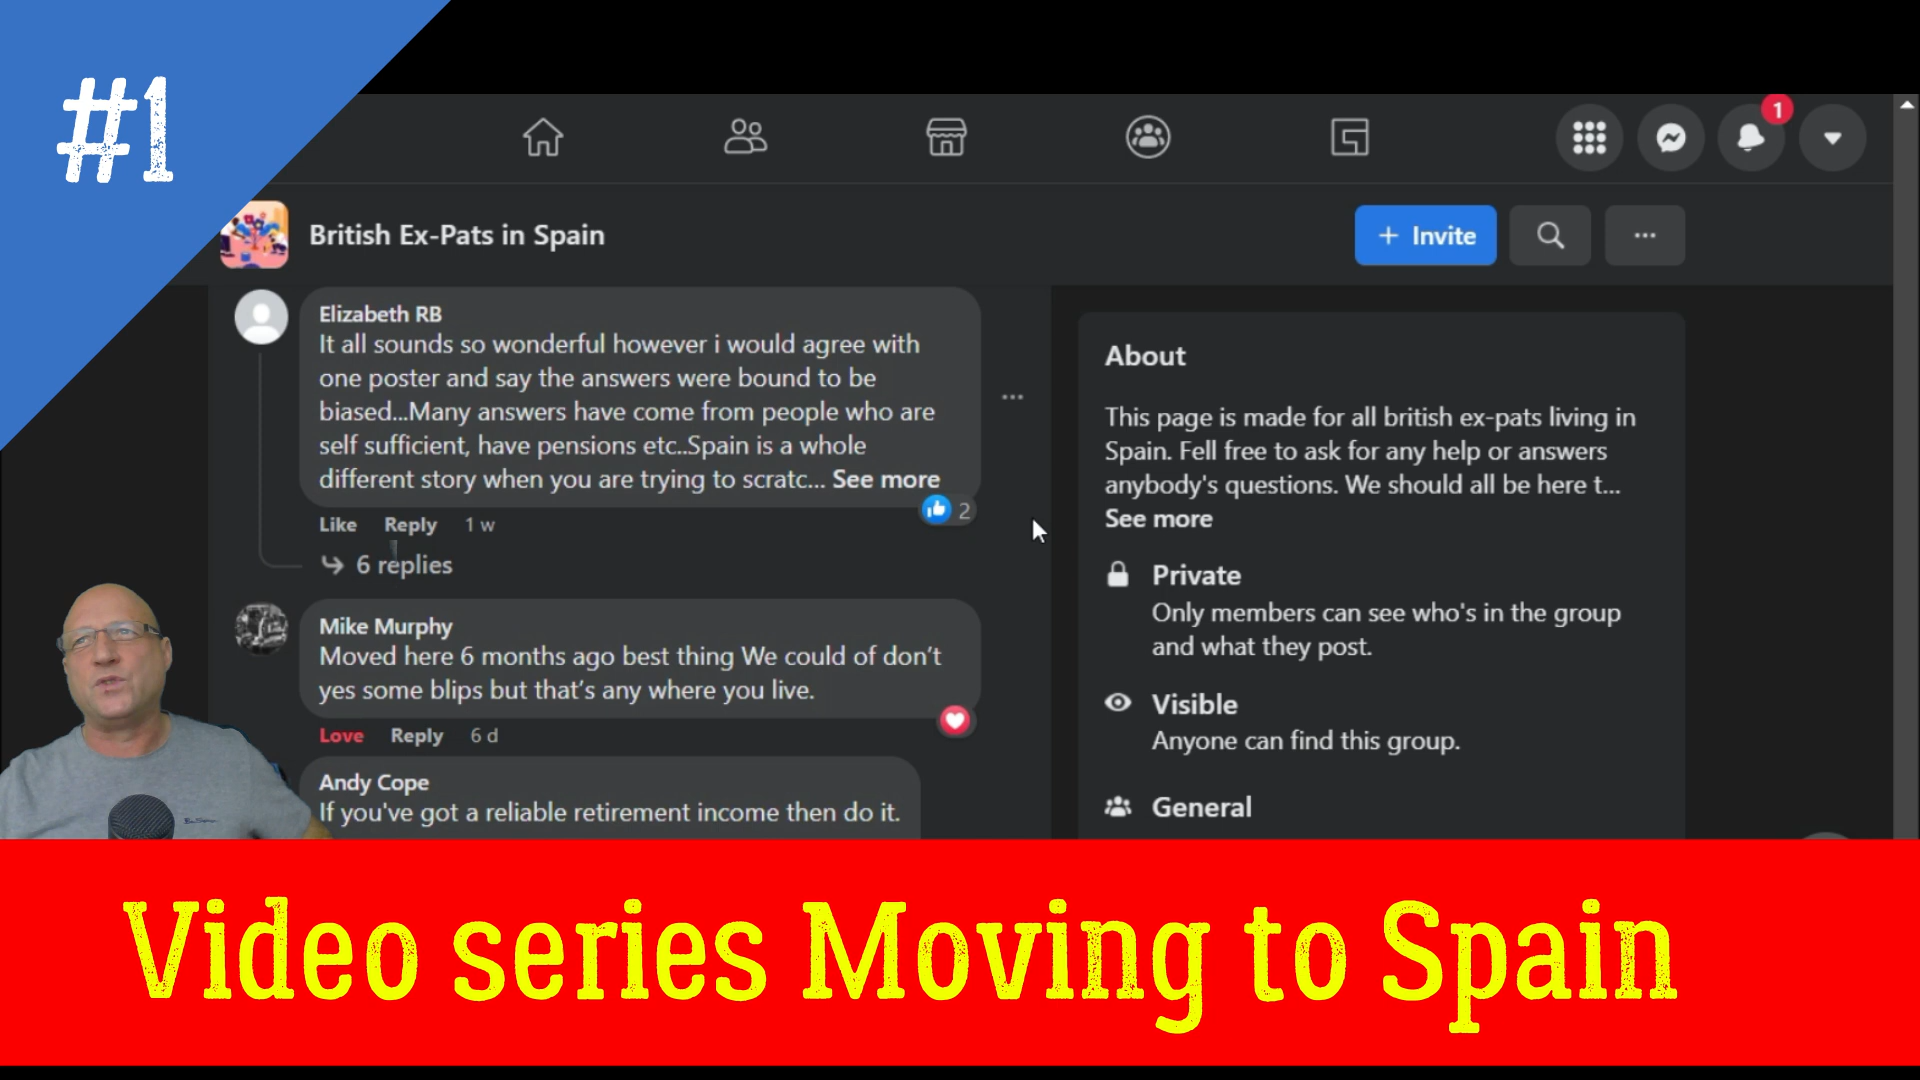 #1
1
British Ex-Pats in Spain
+ Invite
Elizabeth RB
It all sounds so wonderful however i would agree with
one poster and say the answers were bound to be
biased...Many answers have come from people who are
self sufficient, have pensions etc..Spain is a whole
different story when you are trying to scratc... See more
2
Like Reply 1 w
6 replies
Mike Murphy
Moved here 6 months ago best thing We could of don’t
yes some blips but that’s any where you live.
Love Reply 6 d
Andy Cope
If you've got a reliable retirement income then do it.
About
This page is made for all british ex-pats living in
Spain. Fell free to ask for any help or answers
anybody's questions. We should all be here t...
See more
Private
Only members can see who's in the group
and what they post.
Visible
Anyone can find this group.
General
Video series Moving to Spain